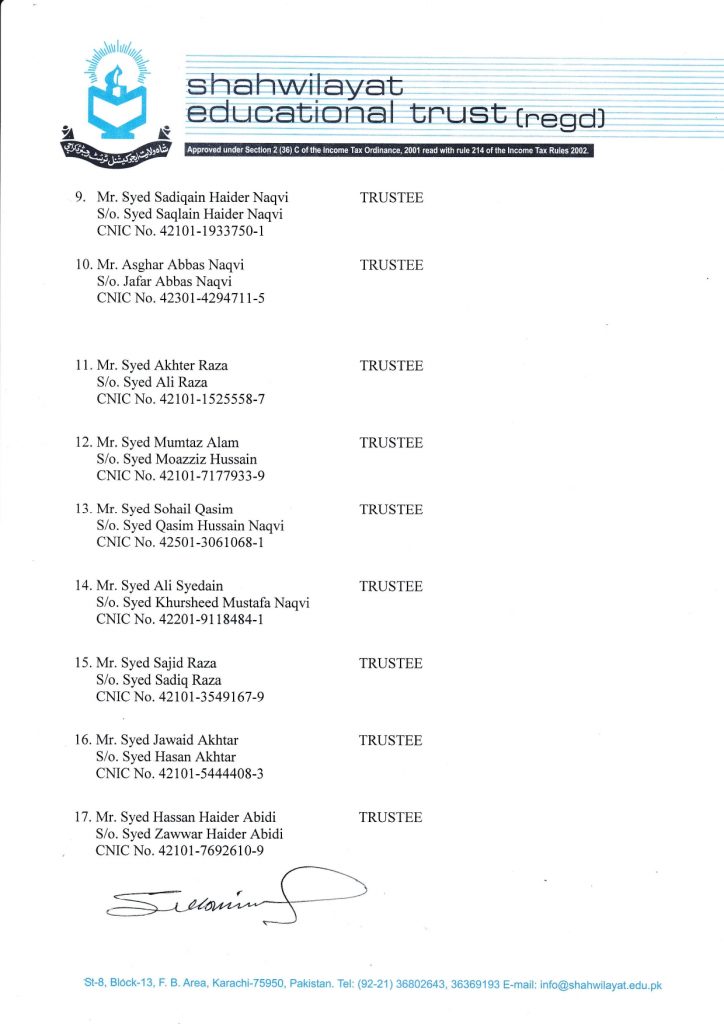 shahwilayat
educational trust (regd)
Approved under Section 2 (36) C of the Income Tax Ordinance, 2001 read with rule 214 of the Income Tax Rules 2002.
9. Mr. Syed Sadiqain Haider Naqvi TRUSTEE
S/o. Syed Saqlain Haider Naqvi
CNIC No. 42101-1933750-1
10. Mr. Asghar Abbas Naqvi TRUSTEE
S/o. Jafar Abbas Naqvi
CNIC No. 42301-4294711-5
11. Mr. Syed Akhter Raza TRUSTEE
S/o. Syed Ali Raza
CNIC No. 42101-1525558-7
12. Mr. Syed Mumtaz Alam TRUSTEE
S/o. Syed Moazziz Hussain
CNIC No. 42101-7177933-9
13. Mr. Syed Sohail Qasim TRUSTEE
S/o. Syed Qasim Hussain Naqvi
CNIC No. 42501-3061068-1
14. Mr. Syed Ali Syedain TRUSTEE
S/o. Syed Khursheed Mustafa Naqvi
CNIC No. 42201-9118484-1
15. Mr. Syed Sajid Raza TRUSTEE
S/o. Syed Sadiq Raza
CNIC No. 42101-3549167-9
16. Mr. Syed Jawaid Akhtar TRUSTEE
S/o. Syed Hasan Akhtar
CNIC No. 42101-5444408-3
17. Mr. Syed Hassan Haider Abidi TRUSTEE
S/o. Syed Zawwar Haider Abidi
CNIC No. 42101-7692610-9
St-8, Block-13, F. B. Area, Karachi-75950, Pakistan. Tel: (92-21) 36802643, 36369193 E-mail: info@shahwilayat.edu.pk